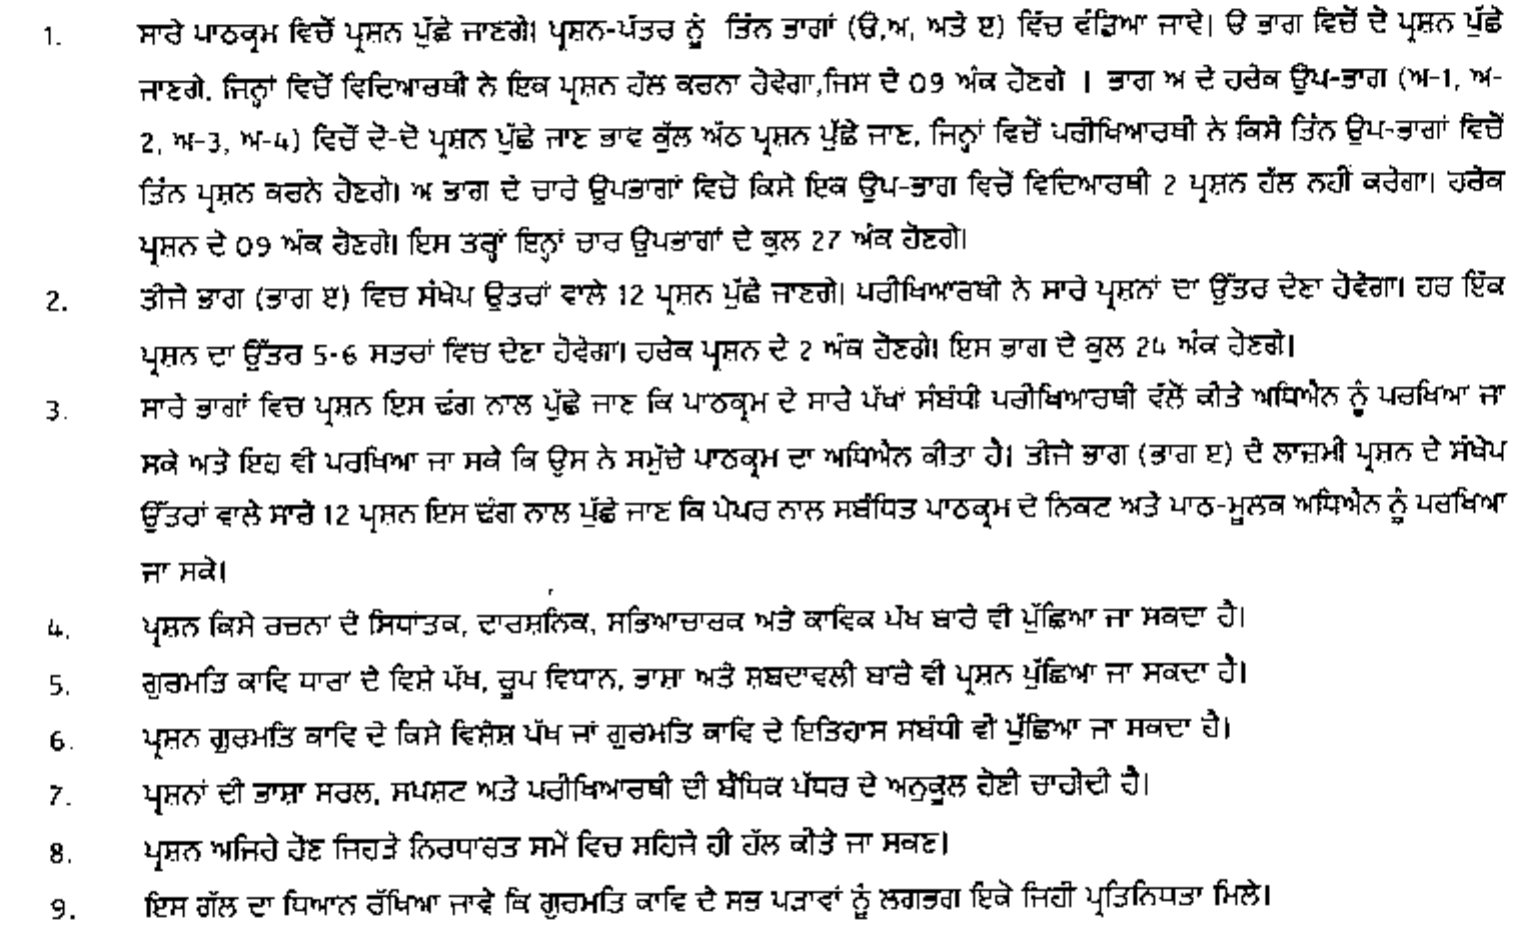 1. ਸਾਰੇ ਪਾਠਕ੍ਰਮ ਵਿਚੋਂ ਪ੍ਰਸ਼ਨ ਪੁੱਛੇ ਜਾਣਗੇ। ਪ੍ਰਸ਼ਨ-ਪੱਤਰ ਨੂੰ ਤਿੰਨ ਭਾਗਾਂ (ੳ,ਅ, ਅਤੇ ੲ) ਵਿੱਚ ਵੰਡਿਆ ਜਾਵੇ। ੳ ਭਾਗ ਵਿਚੋਂ ਦੋ ਪ੍ਰਸ਼ਨ ਪੁੱਛੇ
ਜਾਣਗੇ. ਜਿਨ੍ਹਾਂ ਵਿਚੋਂ ਵਿਦਿਆਰਥੀ ਨੇ ਇਕ ਪ੍ਰਸ਼ਨ ਹੱਲ ਕਰਨਾ ਹੋਵੇਗਾ,ਜਿਸ ਦੇ 09 ਅੰਕ ਹੋਣਗੇ । ਭਾਗ ਅ ਦੇ ਹਰੇਕ ਉਪ-ਭਾਗ (ਅ-1, ਅ-
2, ਅ-3, ਅ-4) ਵਿਚੋਂ ਦੋ-ਦੋ ਪ੍ਰਸ਼ਨ ਪੁੱਛੇ ਜਾਣ ਭਾਵ ਕੁੱਲ ਅੱਠ ਪ੍ਰਸ਼ਨ ਪੁੱਛੇ ਜਾਣ, ਜਿਨ੍ਹਾਂ ਵਿਚੋਂ ਪਰੀਖਿਆਰਥੀ ਨੇ ਕਿਸੇ ਤਿੰਨ ਉਪ-ਭਾਗਾਂ ਵਿਚੋਂ
ਤਿੰਨ ਪ੍ਰਸ਼ਨ ਕਰਨੇ ਹੋਣਗੇ। ਅ ਭਾਗ ਦੇ ਚਾਰੇ ਉਪਭਾਗਾਂ ਵਿਚੋਂ ਕਿਸੇ ਇਕ ਉਪ-ਭਾਗ ਵਿਚੋਂ ਵਿਦਿਆਰਥੀ 2 ਪ੍ਰਸ਼ਨ ਹੱਲ ਨਹੀਂ ਕਰੇਗਾ। ਹਰੇਕ
ਪ੍ਰਸ਼ਨ ਦੇ 09 ਅੰਕ ਹੋਣਗੇ। ਇਸ ਤਰ੍ਹਾਂ ਇਨ੍ਹਾਂ ਚਾਰ ਉਪਭਾਗਾਂ ਦੇ ਕੁਲ 27 ਅੰਕ ਹੋਣਗੇ।
2. ਤੀਜੇ ਭਾਗ (ਭਾਗ ੲ) ਵਿਚ ਸੰਖੇਪ ਉਤਰਾਂ ਵਾਲੇ 12 ਪ੍ਰਸ਼ਨ ਪੁੱਛੇ ਜਾਣਗੇ। ਪਰੀਖਿਆਰਥੀ ਨੇ ਸਾਰੇ ਪ੍ਰਸ਼ਨਾਂ ਦਾ ਉੱਤਰ ਦੇਣਾ ਹੋਵੇਗਾ। ਹਰ ਇੱਕ
ਪ੍ਰਸ਼ਨ ਦਾ ਉੱਤਰ 5-6 ਸਤਰਾਂ ਵਿਚ ਦੇਣਾ ਹੋਵੇਗਾ। ਹਰੇਕ ਪ੍ਰਸ਼ਨ ਦੇ 2 ਅੰਕ ਹੋਣਗੇ। ਇਸ ਭਾਗ ਦੇ ਕੁਲ 24 ਅੰਕ ਹੋਣਗੇ।
3. ਸਾਰੇ ਭਾਗਾਂ ਵਿਚ ਪ੍ਰਸ਼ਨ ਇਸ ਢੰਗ ਨਾਲ ਪੁੱਛੇ ਜਾਣ ਕਿ ਪਾਠਕ੍ਰਮ ਦੇ ਸਾਰੇ ਪੱਖਾਂ ਸੰਬੰਧੀ ਪਰੀਖਿਆਰਥੀ ਵੱਲੋਂ ਕੀਤੇ ਅਧਿਐਨ ਨੂੰ ਪਰਖਿਆ ਜਾ
ਸਕੇ ਅਤੇ ਇਹ ਵੀ ਪਰਖਿਆ ਜਾ ਸਕੇ ਕਿ ਉਸ ਨੇ ਸਮੁੱਚੇ ਪਾਠਕ੍ਰਮ ਦਾ ਅਧਿਐਨ ਕੀਤਾ ਹੈ। ਤੀਜੇ ਭਾਗ (ਭਾਗ ੲ) ਦੇ ਲਾਜ਼ਮੀ ਪ੍ਰਸ਼ਨ ਦੇ ਸੰਖੇਪ
ਉੱਤਰਾਂ ਵਾਲੇ ਸਾਰੇ 12 ਪ੍ਰਸ਼ਨ ਇਸ ਢੰਗ ਨਾਲ ਪੁੱਛੇ ਜਾਣ ਕਿ ਪੇਪਰ ਨਾਲ ਸਬੰਧਿਤ ਪਾਠਕ੍ਰਮ ਦੇ ਨਿਕਟ ਅਤੇ ਪਾਠ-ਮੂਲਕ ਅਧਿਐਨ ਨੂੰ ਪਰਖਿਆ
ਜਾ ਸਕੇ।
4. ਪ੍ਰਸ਼ਨ ਕਿਸੇ ਰਚਨਾ ਦੇ ਸਿਧਾਂਤਕ, ਦਾਰਸ਼ਨਿਕ, ਸਭਿਆਚਾਰਕ ਅਤੇ ਕਾਵਿਕ ਪੱਖ ਬਾਰੇ ਵੀ ਪੁੱਛਿਆ ਜਾ ਸਕਦਾ ਹੈ।
5. ਗੁਰਮਤਿ ਕਾਵਿ ਧਾਰਾ ਦੇ ਵਿਸ਼ੇ ਪੱਖ, ਰੂਪ ਵਿਧਾਨ, ਭਾਸ਼ਾ ਅਤੇ ਸ਼ਬਦਾਵਲੀ ਬਾਰੇ ਵੀ ਪ੍ਰਸ਼ਨ ਪੁੱਛਿਆ ਜਾ ਸਕਦਾ ਹੈ।
6. ਪ੍ਰਸ਼ਨ ਗੁਰਮਤਿ ਕਾਵਿ ਦੇ ਕਿਸੇ ਵਿਸ਼ੇਸ਼ ਪੱਖ ਜਾਂ ਗੁਰਮਤਿ ਕਾਵਿ ਦੇ ਇਤਿਹਾਸ ਸਬੰਧੀ ਵੀ ਪੁੱਛਿਆ ਜਾ ਸਕਦਾ ਹੈ।
7. ਪ੍ਰਸ਼ਨਾਂ ਦੀ ਭਾਸ਼ਾ ਸਰਲ, ਸਪਸ਼ਟ ਅਤੇ ਪਰੀਖਿਆਰਥੀ ਦੀ ਬੌਧਿਕ ਪੱਧਰ ਦੇ ਅਨੁਕੂਲ ਹੋਣੀ ਚਾਹੀਦੀ ਹੈ।
8. ਪ੍ਰਸ਼ਨ ਅਜਿਹੇ ਹੋਣ ਜਿਹੜੇ ਨਿਰਧਾਰਤ ਸਮੇਂ ਵਿਚ ਸਹਿਜੇ ਹੀ ਹੱਲ ਕੀਤੇ ਜਾ ਸਕਣ।
9. ਇਸ ਗੱਲ ਦਾ ਧਿਆਨ ਰੱਖਿਆ ਜਾਵੇ ਕਿ ਗੁਰਮਤਿ ਕਾਵਿ ਦੇ ਸਭ ਪੜਾਵਾਂ ਨੂੰ ਲਗਭਗ ਇਕੋ ਜਿਹੀ ਪ੍ਰਤਿਨਿਧਤਾ ਮਿਲੇ।